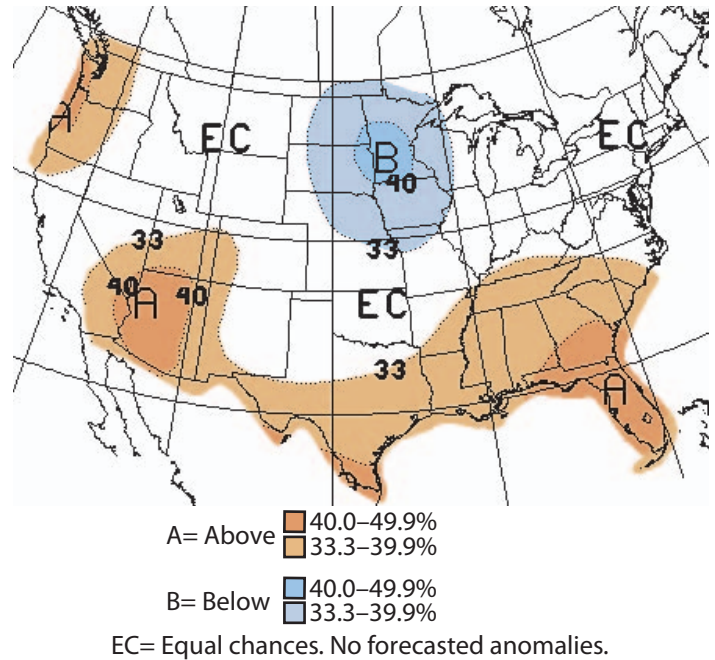 A
EC
B
40
EC
33
33
40
A
40
EC
33
A
A= Above
40.0–49.9%
33.3–39.9%
B= Below
40.0–49.9%
33.3–39.9%
EC= Equal chances. No forecasted anomalies.